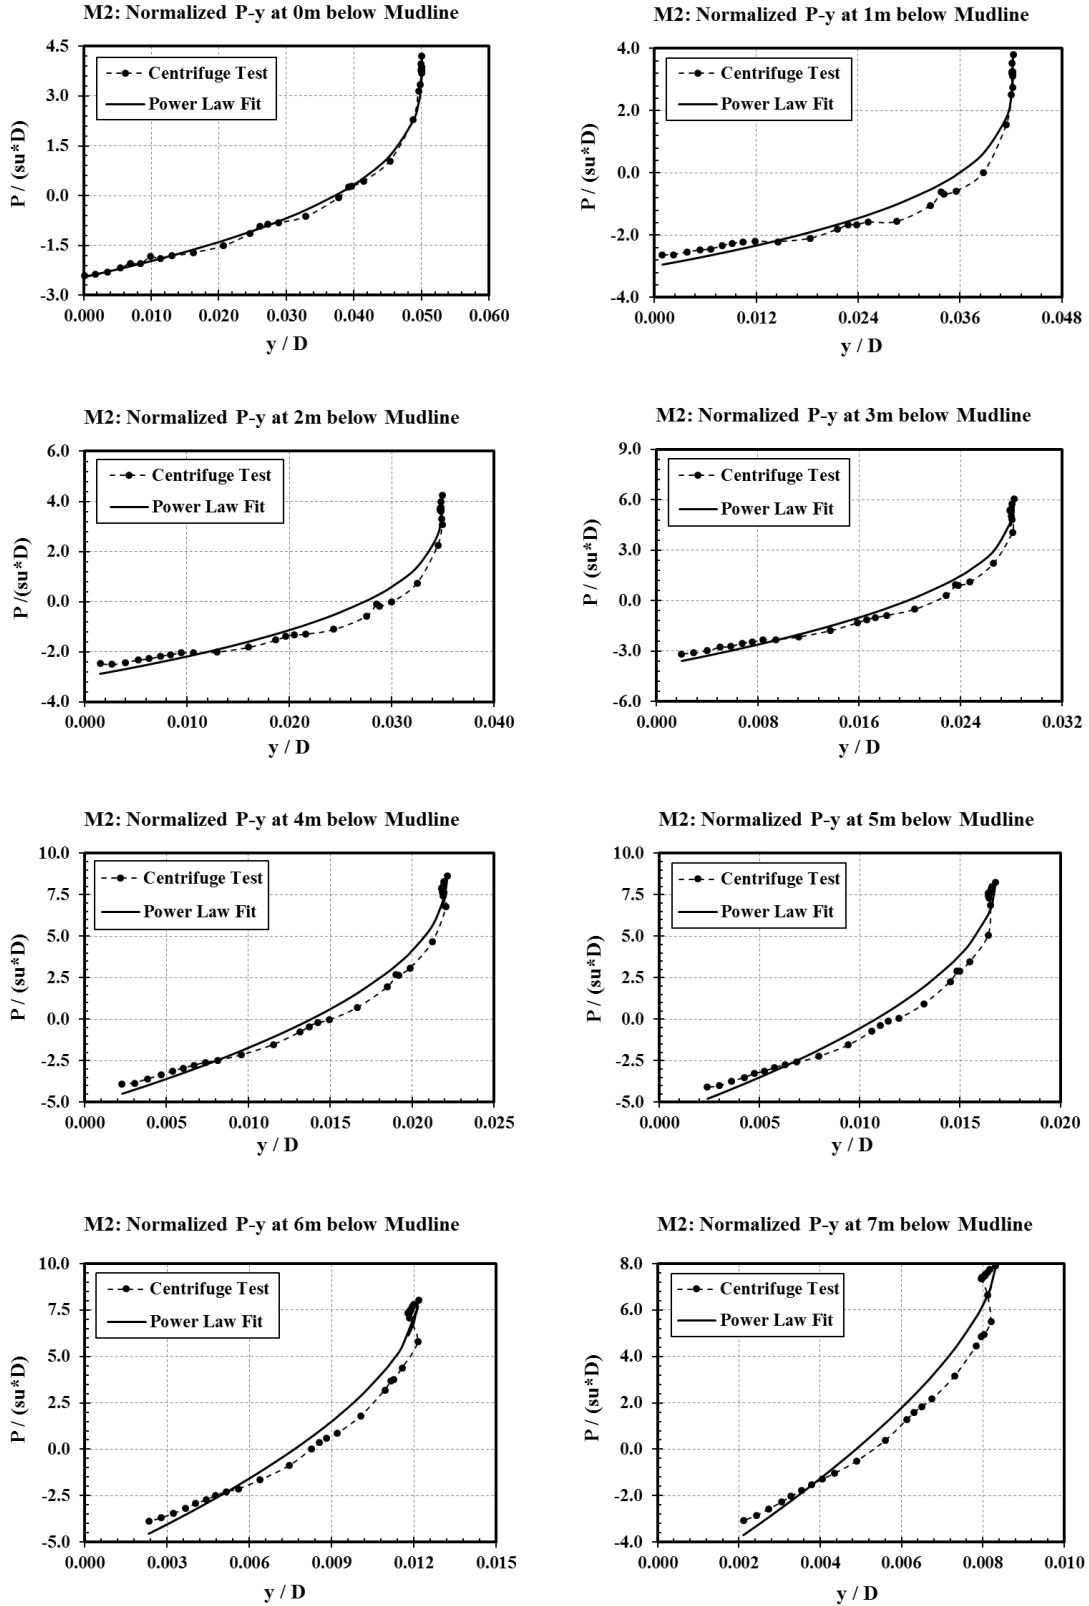 M2: Normalized P-y at 0m below Mudline
4.5
3.0
1.5
0.0
-1.5
-3.0
P / (su*D)
Centrifuge Test
Power Law Fit
0.000 0.010 0.020 0.030 0.040 0.050 0.060
y / D
M2: Normalized P-y at 1m below Mudline
4.0
2.0
0.0
-2.0
-4.0
P / (su*D)
Centrifuge Test
Power Law Fit
0.000 0.012 0.024 0.036 0.048
y / D
M2: Normalized P-y at 2m below Mudline
6.0
4.0
2.0
0.0
-2.0
-4.0
P /(su*D)
Centrifuge Test
Power Law Fit
0.000 0.010 0.020 0.030 0.040
y / D
M2: Normalized P-y at 3m below Mudline
9.0
6.0
3.0
0.0
-3.0
-6.0
P / (su*D)
Centrifuge Test
Power Law Fit
0.000 0.008 0.016 0.024 0.032
y / D
M2: Normalized P-y at 4m below Mudline
10.0
7.5
5.0
2.5
0.0
-2.5
-5.0
P / (su*D)
Centrifuge Test
Power Law Fit
0.000 0.005 0.010 0.015 0.020 0.025
y / D
M2: Normalized P-y at 5m below Mudline
10.0
7.5
5.0
2.5
0.0
-2.5
-5.0
P / (su*D)
Centrifuge Test
Power Law Fit
0.000 0.005 0.010 0.015 0.020
y / D
M2: Normalized P-y at 6m below Mudline
10.0
7.5
5.0
2.5
0.0
-2.5
-5.0
P / (su*D)
Centrifuge Test
Power Law Fit
0.000 0.003 0.006 0.009 0.012 0.015
y / D
M2: Normalized P-y at 7m below Mudline
8.0
6.0
4.0
2.0
0.0
-2.0
-4.0
P / (su*D)
Centrifuge Test
Power Law Fit
0.000 0.002 0.004 0.006 0.008 0.010
y / D